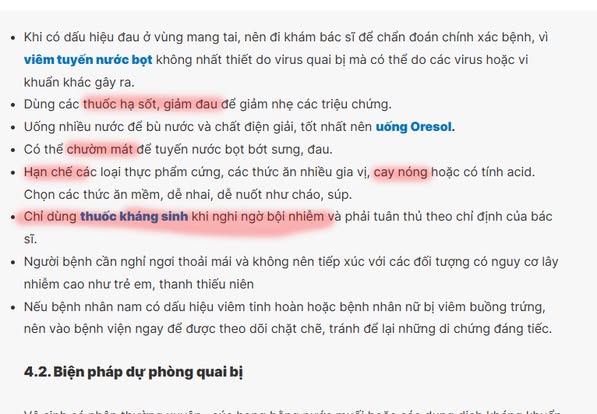 Khi có dấu hiệu đau ở vùng mang tai, nên đi khám bác sĩ để chẩn đoán chính xác bệnh, vì
viêm tuyến nước bọt không nhất thiết do virus quai bị mà có thể do các virus hoặc vi
khuẩn khác gây ra.
Dùng các thuốc hạ sốt, giảm đau để giảm nhẹ các triệu chứng.
Uống nhiều nước để bù nước và chất điện giải, tốt nhất nên uống Oresol.
Có thể chườm mát để tuyến nước bọt bớt sưng, đau.
Hạn chế các loại thực phẩm cứng, các thức ăn nhiều gia vị, cay nóng hoặc có tính acid.
Chọn các thức ăn mềm, dễ nhai, dễ nuốt như cháo, súp.
Chỉ dùng thuốc kháng sinh khi nghi ngờ bội nhiễm và phải tuân thủ theo chỉ định của bác
sĩ.
Người bệnh cần nghỉ ngơi thoải mái và không nên tiếp xúc với các đối tượng có nguy cơ lây
nhiễm cao như trẻ em, thanh thiếu niên
Nếu bệnh nhân nam có dấu hiệu viêm tinh hoàn hoặc bệnh nhân nữ bị viêm buồng trứng,
nên vào bệnh viện ngay để được theo dõi chặt chẽ, tránh để lại những di chứng đáng tiếc.
4.2. Biện pháp dự phòng quai bị